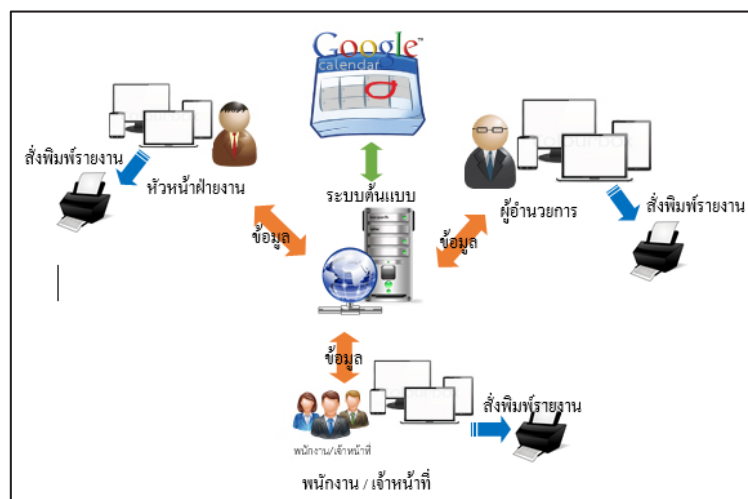 Google™
calendar
สั่งพิมพ์รายงาน
หัวหน้าฝ่ายงาน
ระบบต้นแบบ
ผู้อำนวยการ
สั่งพิมพ์รายงาน
ข้อมูล
ข้อมูล
ข้อมูล
สั่งพิมพ์รายงาน
พนักงาน/เจ้าหน้าที่
พนักงาน / เจ้าหน้าที่